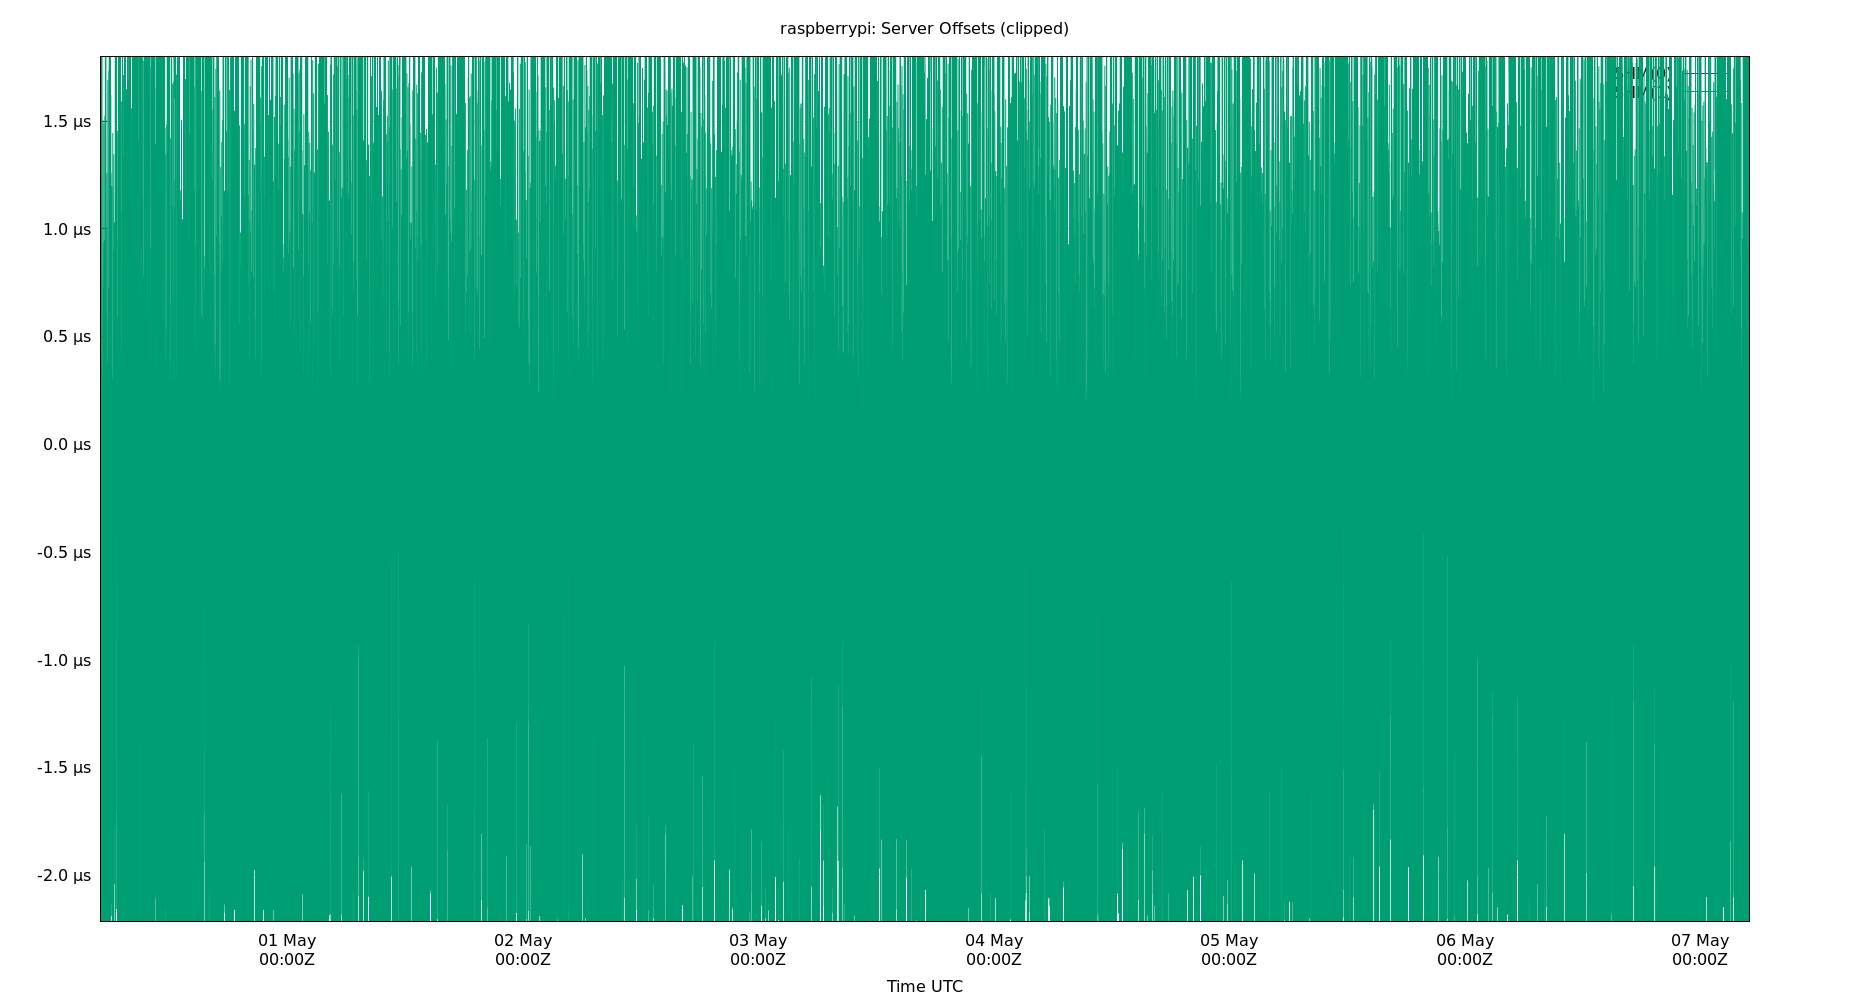 raspberrypi: Server Offsets (clipped)
1.5 µs
1.0 µs
0.5 µs
0.0 µs
-0.5 µs
-1.0 µs
-1.5 µs
-2.0 µs
01 May 02 May 03 May 04 May 05 May 06 May 07 May
00:00Z 00:00Z 00:00Z 00:00Z 00:00Z 00:00Z 00:00Z
Time UTC